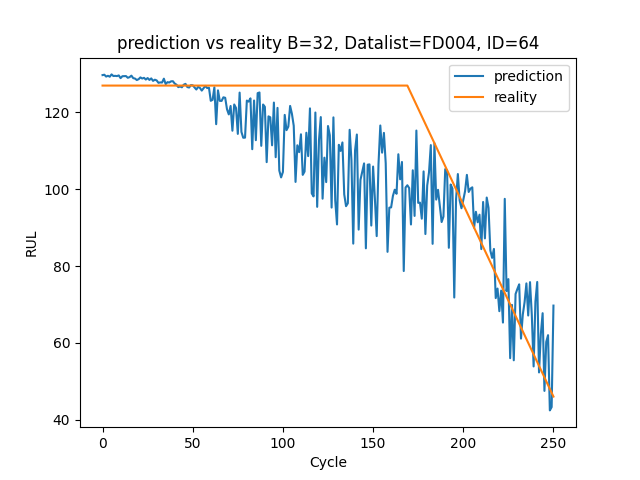 prediction vs reality B=32, Datalist=FD004, ID=64
prediction
reality
RUL
120
100
80
60
40
0
50
100
150
200
250
Cycle